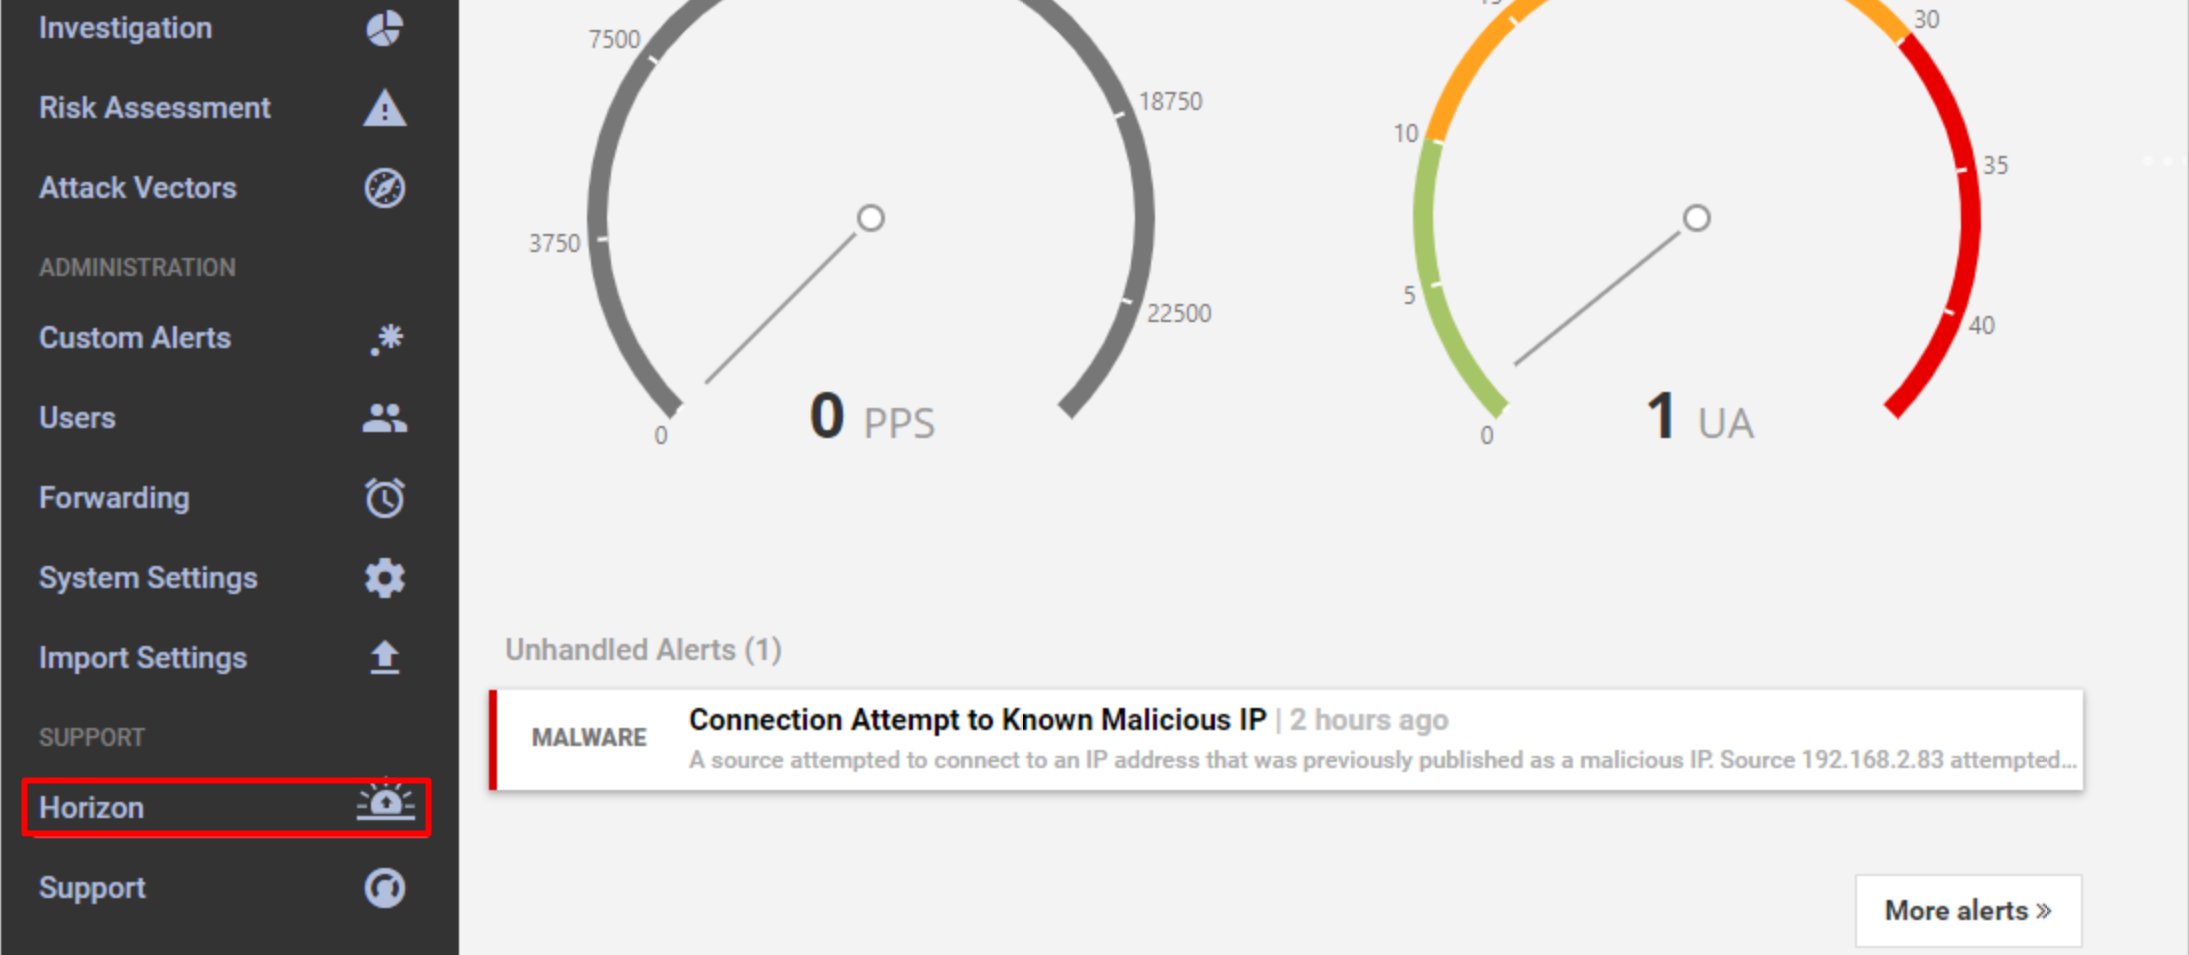 Investigation
Risk Assessment
Attack Vectors
ADMINISTRATION
Custom Alerts
Users
Forwarding
System Settings
Import Settings
SUPPORT
Horizon
Support
7500
18750
3750
22500
0
0 PPS
30
10
35
5
40
0
1 UA
Unhandled Alerts (1)
MALWARE
Connection Attempt to Known Malicious IP | 2 hours ago
A source attempted to connect to an IP address that was previously published as a malicious IP. Source 192.168.2.83 attempted...
More alerts »